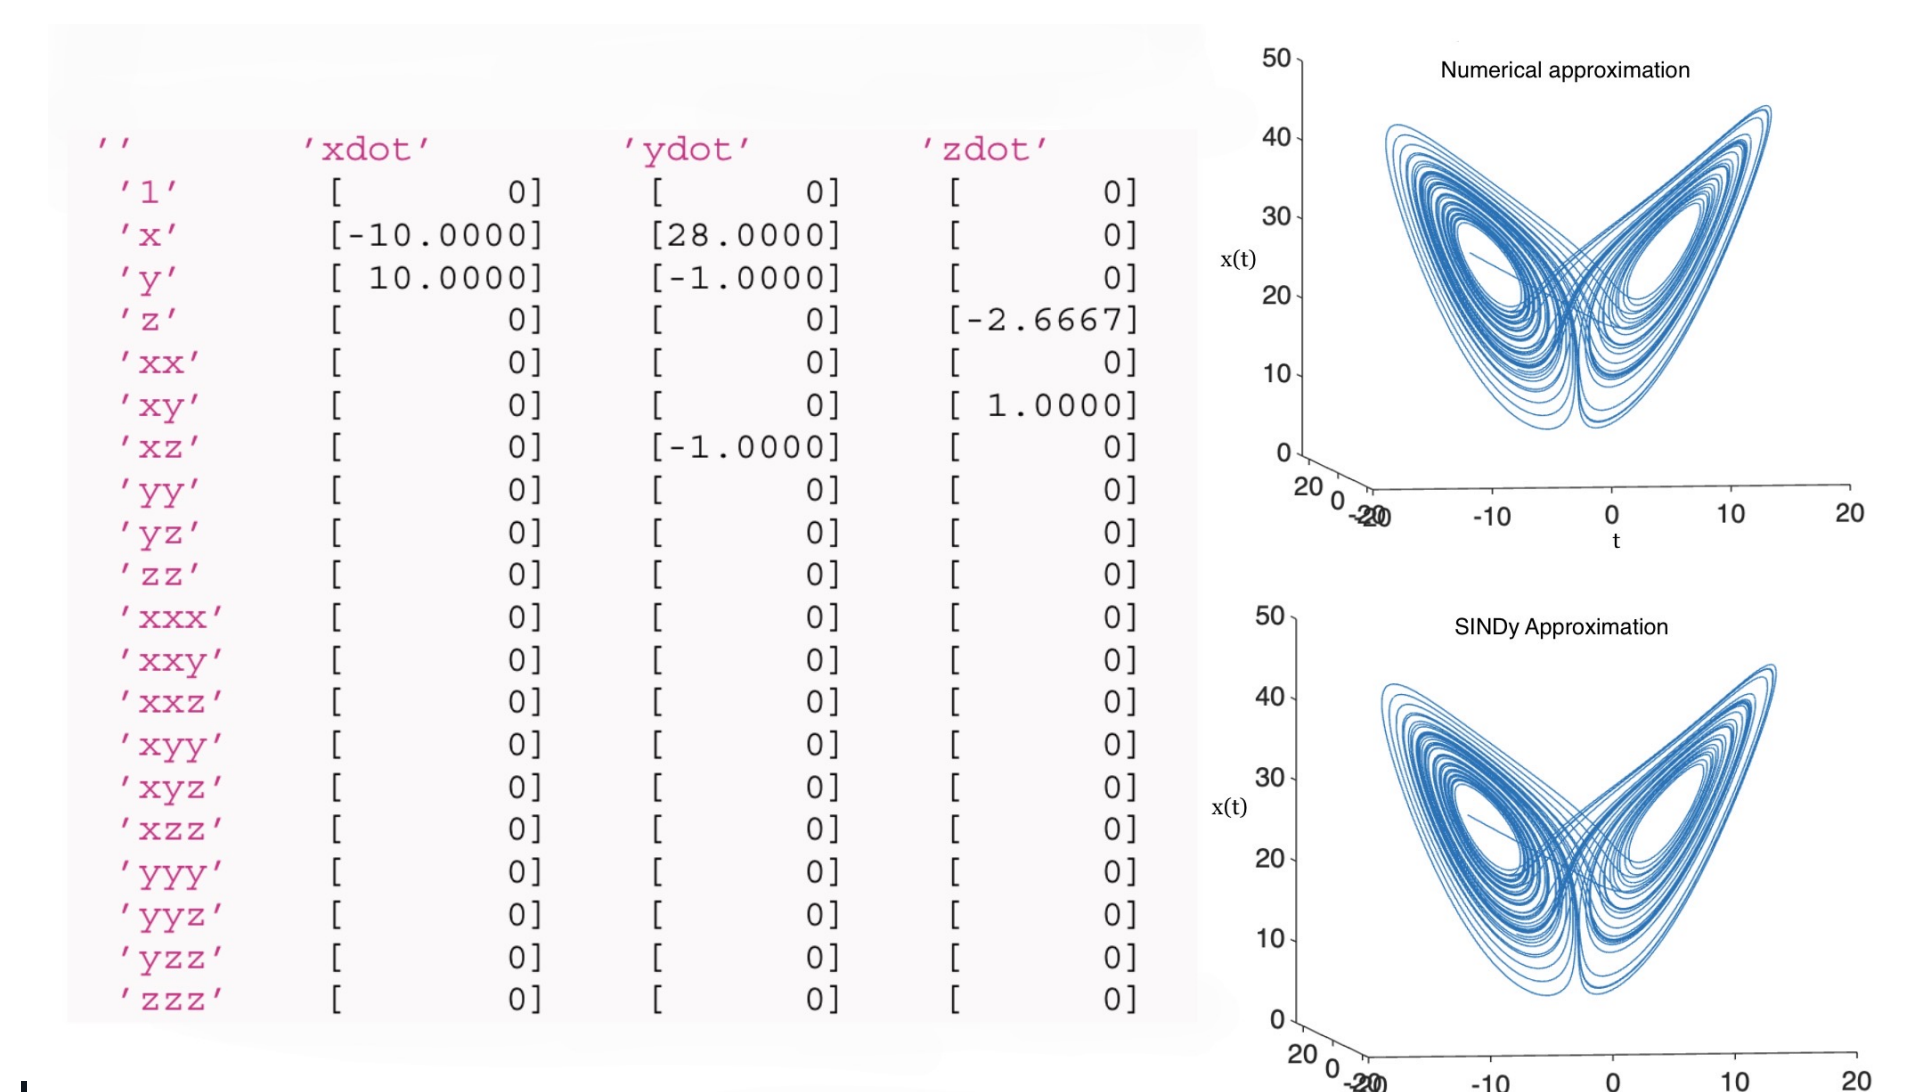 '' 'xdot' 'ydot' 'zdot'
'1' [ 0] [ 0] [ 0]
'x' [-10.0000] [28.0000] [ 0]
'y' [ 10.0000] [-1.0000] [ 0]
'z' [ 0] [ 0] [-2.6667]
'xx' [ 0] [ 0] [ 0]
'xy' [ 0] [ 0] [ 1.0000]
'xz' [ 0] [-1.0000] [ 0]
'yy' [ 0] [ 0] [ 0]
'yz' [ 0] [ 0] [ 0]
'zz' [ 0] [ 0] [ 0]
'xxx' [ 0] [ 0] [ 0]
'xxy' [ 0] [ 0] [ 0]
'xxz' [ 0] [ 0] [ 0]
'xyy' [ 0] [ 0] [ 0]
'xyz' [ 0] [ 0] [ 0]
'xzz' [ 0] [ 0] [ 0]
'yyy' [ 0] [ 0] [ 0]
'yyz' [ 0] [ 0] [ 0]
'yzz' [ 0] [ 0] [ 0]
'zzz' [ 0] [ 0] [ 0]
Numerical approximation
50
40
30
x(t)
20
10
0
20 0 -20 -20 -10 0 10 20
t
SINDy Approximation
50
40
30
x(t)
20
10
0
20 0 -20 -20 -10 0 10 20